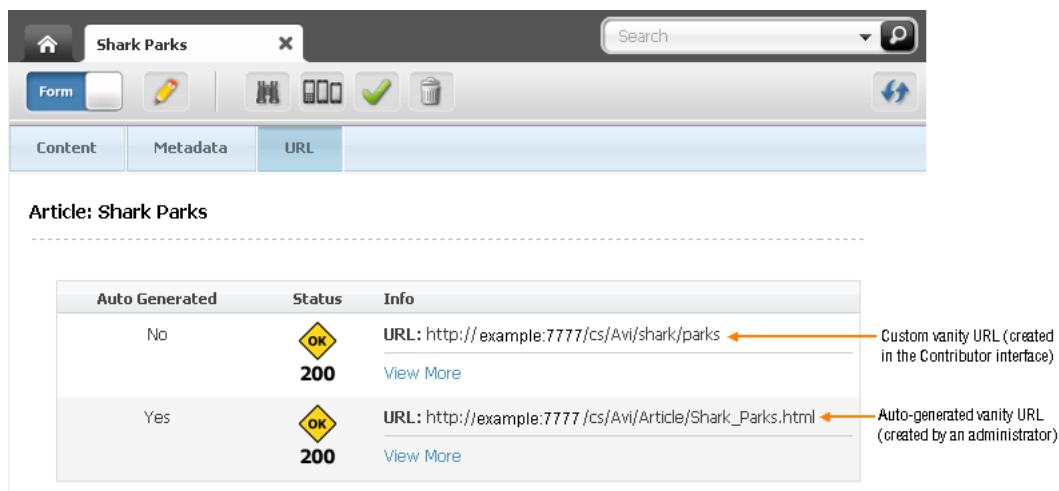 Shark Parks
Search
Form
Content Metadata URL
Article: Shark Parks
Auto Generated Status Info
No OK 200 URL: http://example:7777/cs/Avi/shark/parks
View More
Custom vanity URL (created
in the Contributor interface)
Yes OK 200 URL: http://example:7777/cs/Avi/Article/Shark_Parks.html
View More
Auto-generated vanity URL
(created by an administrator)